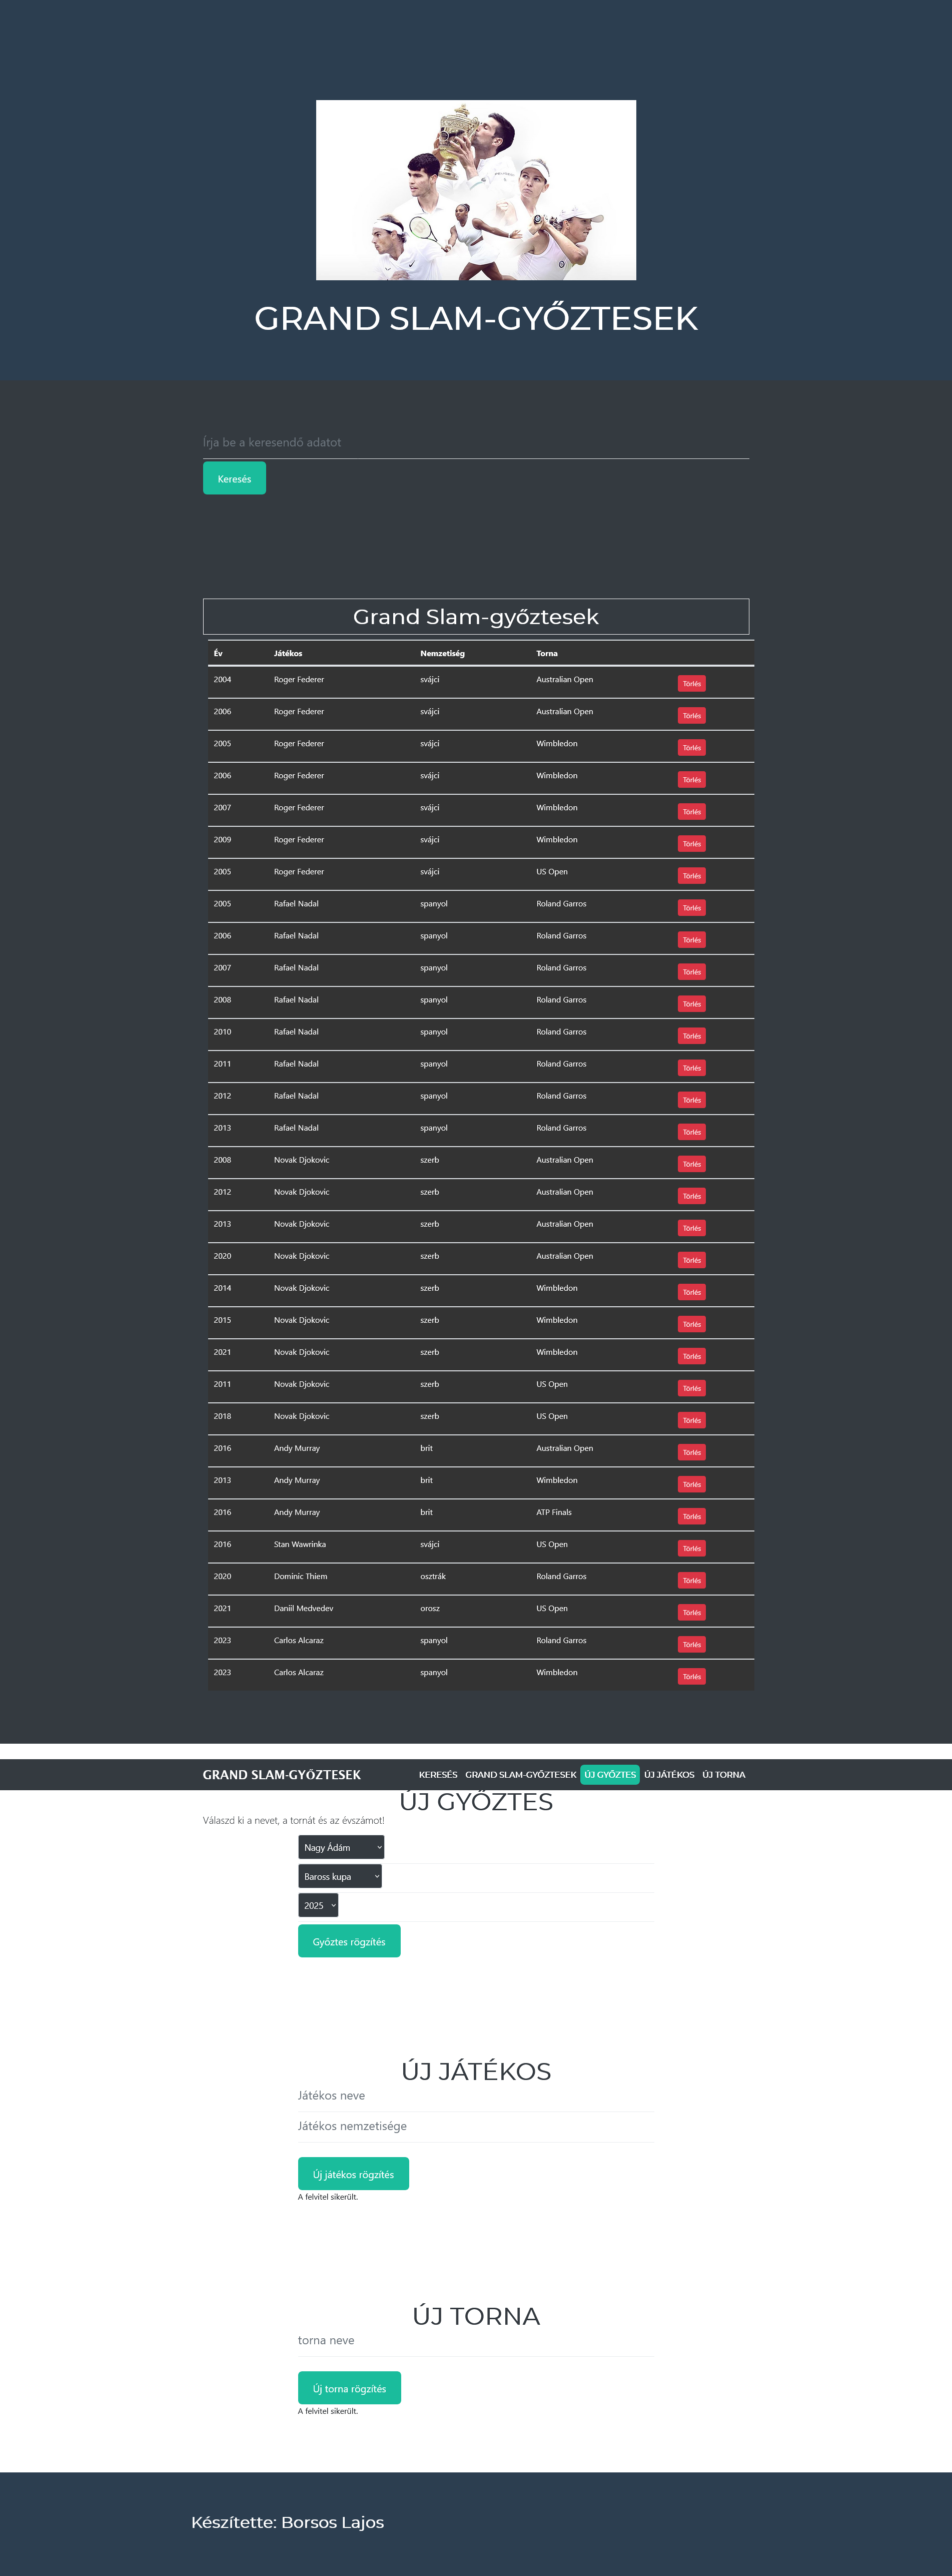 GRAND SLAM-GYŐZTESEK
Írja be a keresendő adatot
Keresés
Grand Slam-győztesek
Év Játékos Nemzetiség Torna
2004 Roger Federer svájci Australian Open Törlés
2006 Roger Federer svájci Australian Open Törlés
2005 Roger Federer svájci Wimbledon Törlés
2006 Roger Federer svájci Wimbledon Törlés
2007 Roger Federer svájci Wimbledon Törlés
2009 Roger Federer svájci Wimbledon Törlés
2005 Roger Federer svájci US Open Törlés
2005 Rafael Nadal spanyol Roland Garros Törlés
2006 Rafael Nadal spanyol Roland Garros Törlés
2007 Rafael Nadal spanyol Roland Garros Törlés
2008 Rafael Nadal spanyol Roland Garros Törlés
2010 Rafael Nadal spanyol Roland Garros Törlés
2011 Rafael Nadal spanyol Roland Garros Törlés
2012 Rafael Nadal spanyol Roland Garros Törlés
2013 Rafael Nadal spanyol Roland Garros Törlés
2008 Novak Djokovic szerb Australian Open Törlés
2012 Novak Djokovic szerb Australian Open Törlés
2013 Novak Djokovic szerb Australian Open Törlés
2020 Novak Djokovic szerb Australian Open Törlés
2014 Novak Djokovic szerb Wimbledon Törlés
2015 Novak Djokovic szerb Wimbledon Törlés
2021 Novak Djokovic szerb Wimbledon Törlés
2011 Novak Djokovic szerb US Open Törlés
2018 Novak Djokovic szerb US Open Törlés
2016 Andy Murray brit Australian Open Törlés
2013 Andy Murray brit Wimbledon Törlés
2016 Andy Murray brit ATP Finals Törlés
2016 Stan Wawrinka svájci US Open Törlés
2020 Dominic Thiem osztrák Roland Garros Törlés
2021 Daniil Medvedev orosz US Open Törlés
2023 Carlos Alcaraz spanyol Roland Garros Törlés
2023 Carlos Alcaraz spanyol Wimbledon Törlés
GRAND SLAM-GYŐZTESEK KERESÉS GRAND SLAM-GYŐZTESEK ÚJ GYŐZTES ÚJ JÁTÉKOS ÚJ TORNA
ÚJ GYŐZTES
Válaszd ki a nevet, a tornát és az évszámot!
Nagy Ádám
Baross kupa
2025
Győztes rögzítés
ÚJ JÁTÉKOS
Játékos neve
Játékos nemzetisége
Új játékos rögzítés
A felvitel sikerült.
ÚJ TORNA
torna neve
Új torna rögzítés
A felvitel sikerült.
Készítette: Borsos Lajos